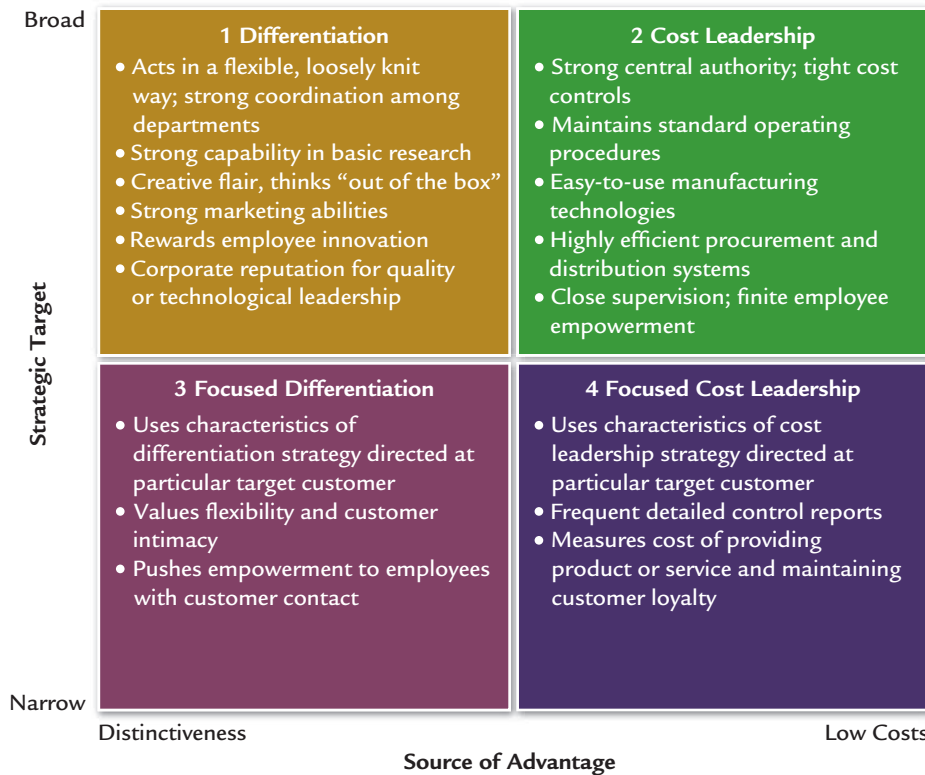 Broad
1 Differentiation
• Acts in a flexible, loosely knit
way; strong coordination among
departments
• Strong capability in basic research
• Creative flair, thinks “out of the box”
• Strong marketing abilities
• Rewards employee innovation
• Corporate reputation for quality
or technological leadership
2 Cost Leadership
• Strong central authority; tight cost
controls
• Maintains standard operating
procedures
• Easy-to-use manufacturing
technologies
• Highly efficient procurement and
distribution systems
• Close supervision; finite employee
empowerment
Strategic Target
3 Focused Differentiation
• Uses characteristics of
differentiation strategy directed at
particular target customer
• Values flexibility and customer
intimacy
• Pushes empowerment to employees
with customer contact
4 Focused Cost Leadership
• Uses characteristics of cost
leadership strategy directed at
particular target customer
• Frequent detailed control reports
• Measures cost of providing
product or service and maintaining
customer loyalty
Narrow
Distinctiveness
Low Costs
Source of Advantage